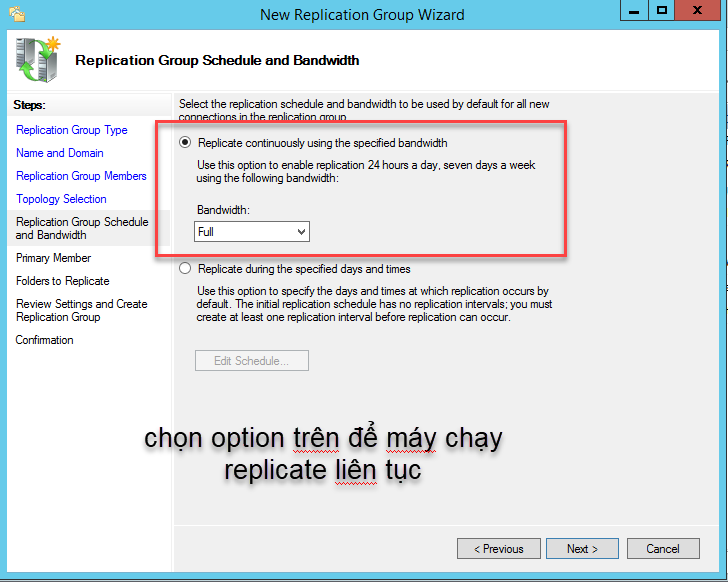 New Replication Group Wizard
Replication Group Schedule and Bandwidth
Steps:
Replication Group Type
Name and Domain
Replication Group Members
Topology Selection
Replication Group Schedule
and Bandwidth
Primary Member
Folders to Replicate
Review Settings and Create
Replication Group
Confirmation
Select the replication schedule and bandwidth to be used by default for all new
connections in the replication group.
Replicate continuously using the specified bandwidth
Use this option to enable replication 24 hours a day, seven days a week
using the following bandwidth:
Bandwidth:
Full
Replicate during the specified days and times
Use this option to specify the days and times at which replication occurs by
default. The initial replication schedule has no replication intervals; you must
create at least one replication interval before replication can occur.
Edit Schedule...
chọn option trên để máy chạy
replicate liên tục
< Previous
Next >
Cancel